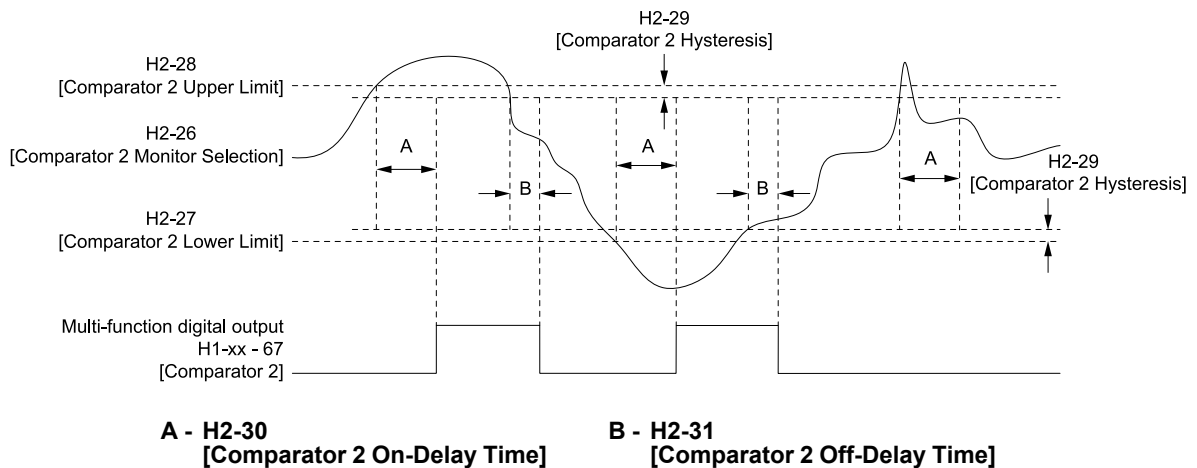 H2-29
[Comparator 2 Hysteresis]
H2-28
[Comparator 2 Upper Limit]
H2-26
[Comparator 2 Monitor Selection]
A
A
A
B
B
H2-29
[Comparator 2 Hysteresis]
H2-27
[Comparator 2 Lower Limit]
Multi-function digital output
H1-xx - 67
[Comparator 2]
A - H2-30
[Comparator 2 On-Delay Time]
B - H2-31
[Comparator 2 Off-Delay Time]